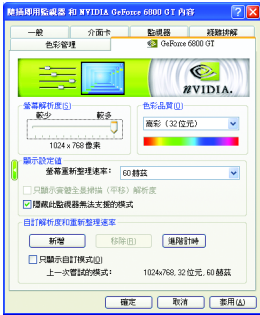 隨插即用監視器 和 NVIDIA GeForce 6800 GT 內容
一般 介面卡 監視器 疑難排解
色彩管理 GeForce 6800 GT
NVIDIA.
螢幕解析度(S) 色彩品質(Q)
較少 較多
高彩 (32 位元)
1024 x 768 像素
顯示設定值
螢幕重新整理速率: 60 赫茲
只顯示實體全景掃描 (平移) 解析度
隱藏此監視器無法支援的模式
自訂解析度和重新整理速率
新增 移除(R) 進階計時
只顯示自訂模式(O)
上一次嘗試的模式: 1024x768, 32 位元, 60 赫茲
確定 取消 套用(A)